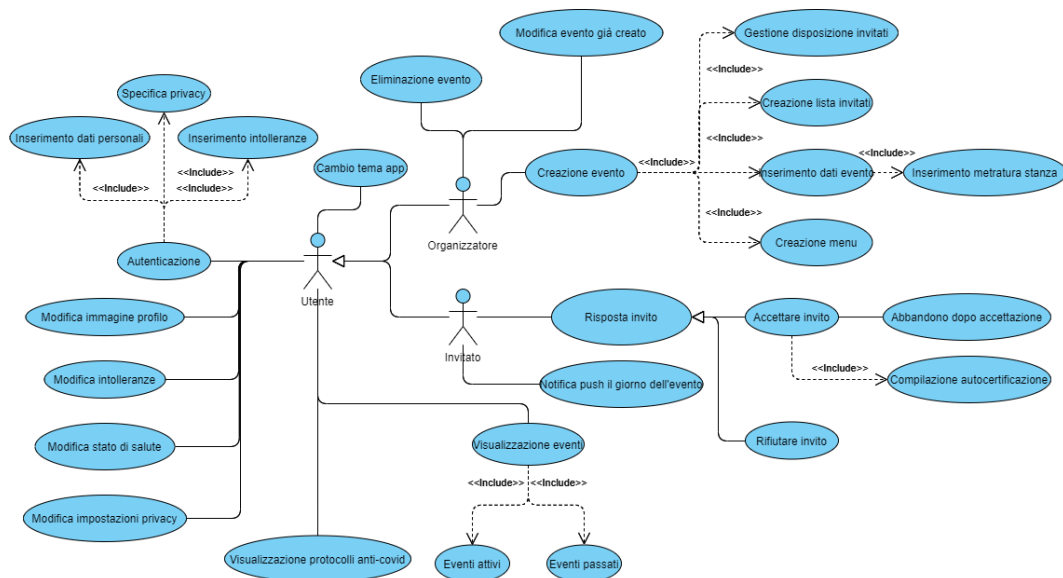 Modifica evento giá creato
Gestione disposizione invitati
Eliminazione evento
<<Include>>
Specifica privacy
Creazione lista invitati
Inserimento dati personali
Inserimento intolleranze
<<Include>>
<<Include>>
<<Include>>
Cambio tema app
Creazione evento
<<Include>>
Inserimento dati evento
Inserimento metratura stanza
<<Include>>
<<Include>>
<<Include>>
Organizzatore
Creazione menu
Autenticazione
Utente
Modifica immagine profilo
Risposta invito
Accettare invito
Abbandono dopo accettazione
Invitato
<<Include>>
Modifica intolleranze
Notifica push il giorno dell'evento
Compilazione autocertificazione
Modifica stato di salute
Visualizzazione eventi
Rifiutare invito
<<Include>>
<<Include>>
Modifica impostazioni privacy
Visualizzazione protocolli anti-covid
Eventi attivi
Eventi passati